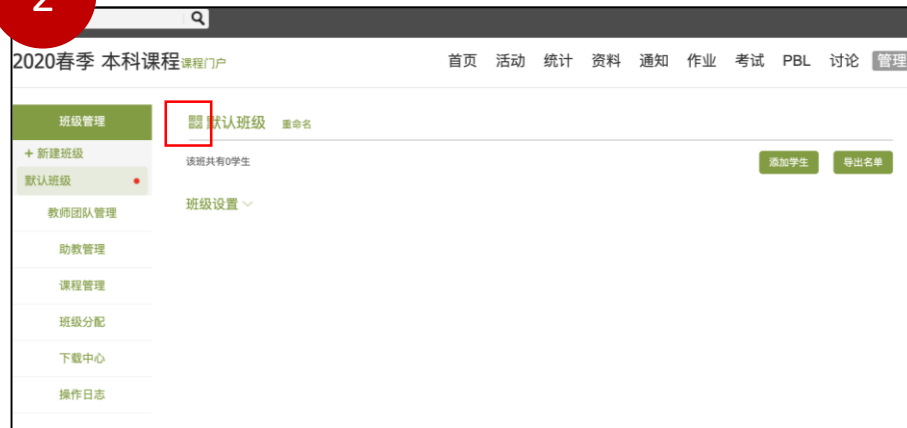 2
2020春季 本科课程 课程门户
首页 活动 统计 资料 通知 作业 考试 PBL 讨论 管理
班级管理
+ 新建班级
默认班级
教师团队管理
助教管理
课程管理
班级分配
下载中心
操作日志
默认班级 重命名
该班共有0学生
添加学生 导出名单
班级设置